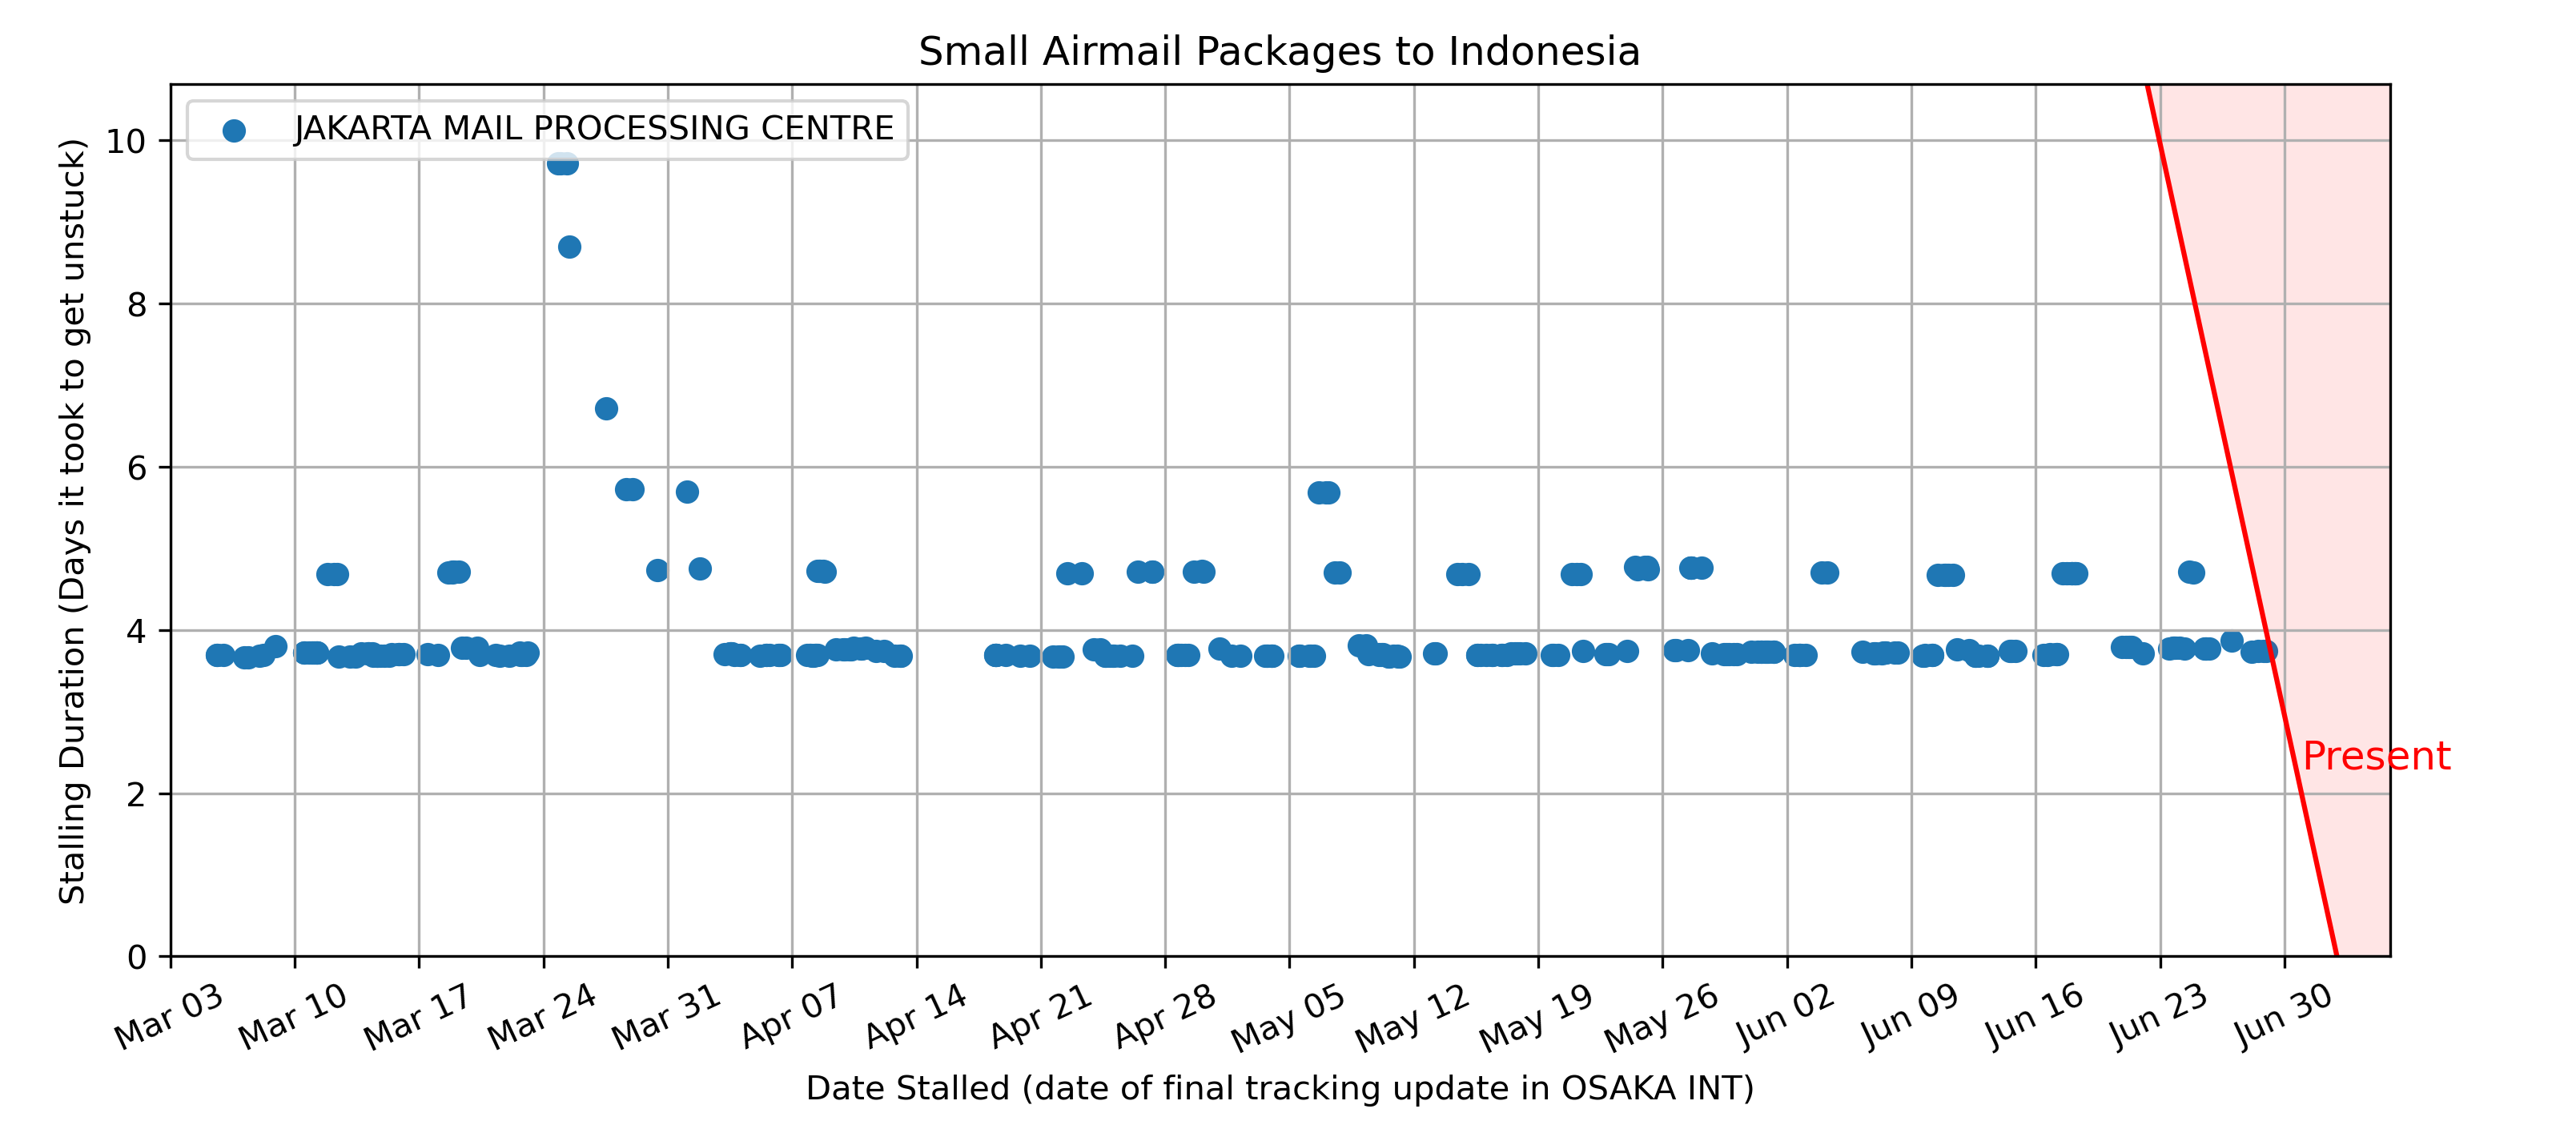 Small Airmail Packages to Indonesia
JAKARTA MAIL PROCESSING CENTRE
Stalling Duration (Days it took to get unstuck)
10
8
6
4
2
0
Present
Mar 03
Mar 10
Mar 17
Mar 24
Mar 31
Apr 07
Apr 14
Apr 21
Apr 28
May 05
May 12
May 19
May 26
Jun 02
Jun 09
Jun 16
Jun 23
Jun 30
Date Stalled (date of final tracking update in OSAKA INT)